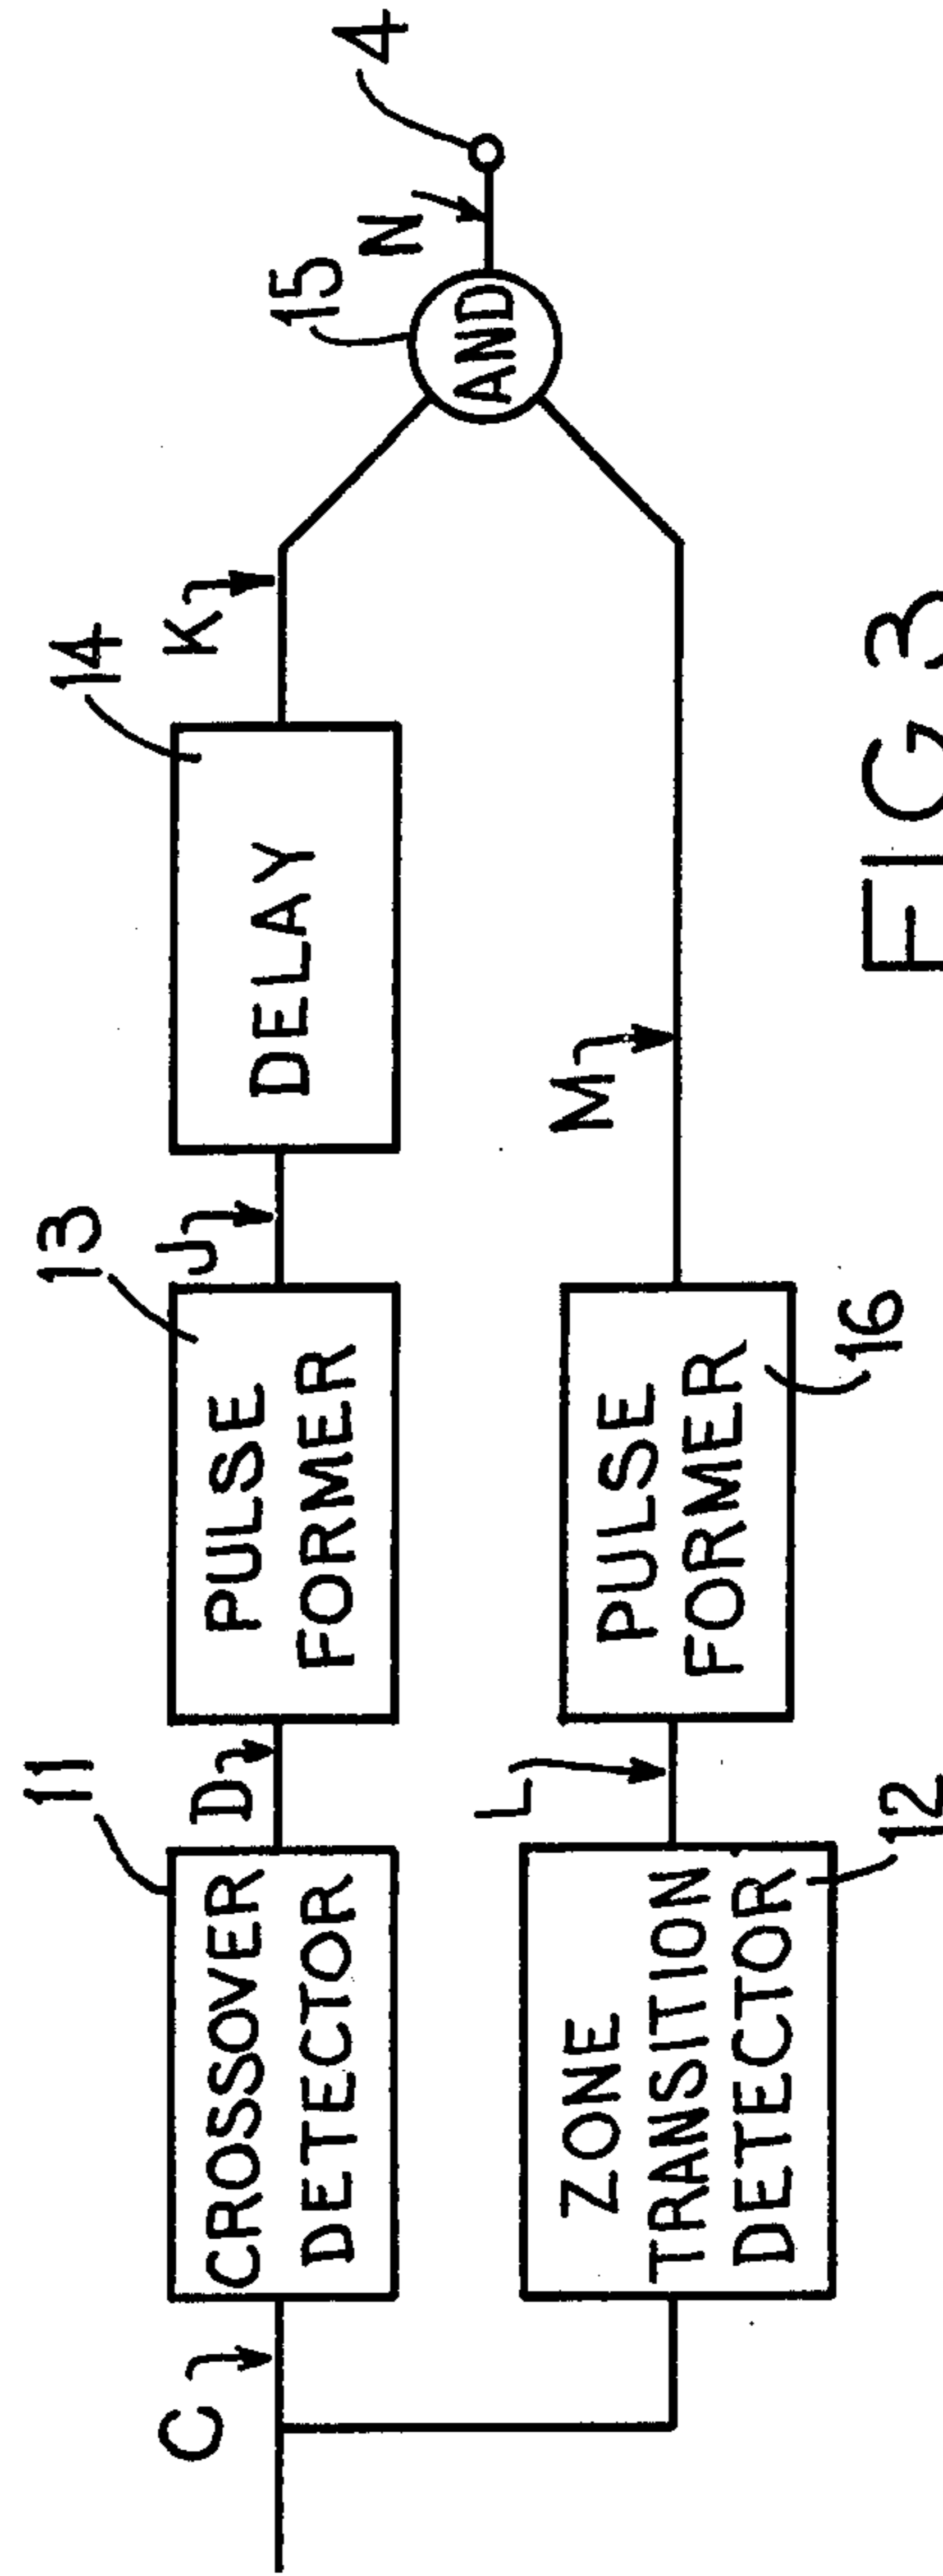 11
13
14
C
CROSSOVER
DETECTOR
D
PULSE
FORMER
J
DELAY
K
15
AND
N
4
ZONE
TRANSITION
DETECTOR
12
L
PULSE
FORMER
16
M
FIG 3